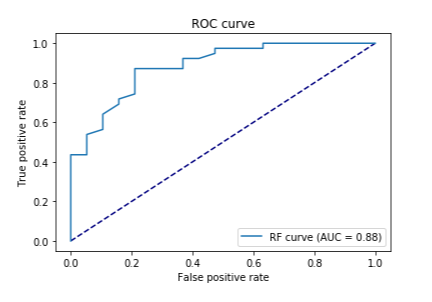 ROC curve
1.0
0.8
0.6
0.4
0.2
0.0
True positive rate
RF curve (AUC = 0.88)
0.0 0.2 0.4 0.6 0.8 1.0
False positive rate